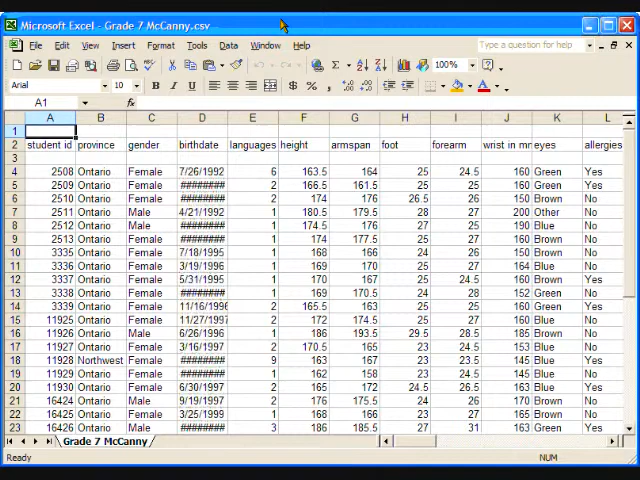 Microsoft Excel - Grade 7 McCanny.csv
File Edit View Insert Format Tools Data Window Help Type a question for help
100%
Arial 10 B I U $ % ,
A1 fx
A B C D E F G H I J K L
1
2 student id province gender birthdate languages height armspan foot forearm wrist in mm eyes allergies
3
4 2508 Ontario Female 7/26/1992 6 163.5 164 25 24.5 160 Green Yes
5 2509 Ontario Female ######## 2 166.5 161.5 25 25 160 Green Yes
6 2510 Ontario Female ######## 2 174 176 26.5 26 150 Brown No
7 2511 Ontario Male 4/21/1992 1 180.5 179.5 28 27 200 Other No
8 2512 Ontario Male ######## 1 174.5 176 27 25 190 Blue No
9 2513 Ontario Female ######## 1 174 177.5 25 27 160 Brown No
10 3335 Ontario Female 7/18/1995 1 168 166 24 26 150 Brown No
11 3336 Ontario Female 3/19/1996 1 169 170 25 27 164 Blue No
12 3337 Ontario Female 5/31/1995 1 170 167 24 25 160 Brown Yes
13 3338 Ontario Female ######## 1 169 170.5 24 28 152 Green No
14 3339 Ontario Female 11/16/1996 2 165.5 163 25 25 160 Green Yes
15 11925 Ontario Female 11/27/1997 2 172 174.5 25 27 160 Blue No
16 11926 Ontario Male 6/26/1996 1 186 193 29.5 28.5 185 Brown No
17 11927 Ontario Female 3/16/1997 2 170.5 165 23 24 153 Blue No
18 11928 Northwest Female ######## 9 163 167 23 23.5 145 Blue Yes
19 11929 Ontario Female ######## 1 162 160 24 23.5 151 Blue No
20 11930 Ontario Female 6/30/1997 2 165 172 24.5 26.5 163 Blue Yes
21 16424 Ontario Male 9/19/1997 2 176 175.5 24 26 170 Brown No
22 16425 Ontario Female 3/25/1999 1 168 166 23 27 165 Brown No
23 16426 Ontario Male ######## 3 186 185.5 27 31 163 Green No
Grade 7 McCanny
Ready NUM